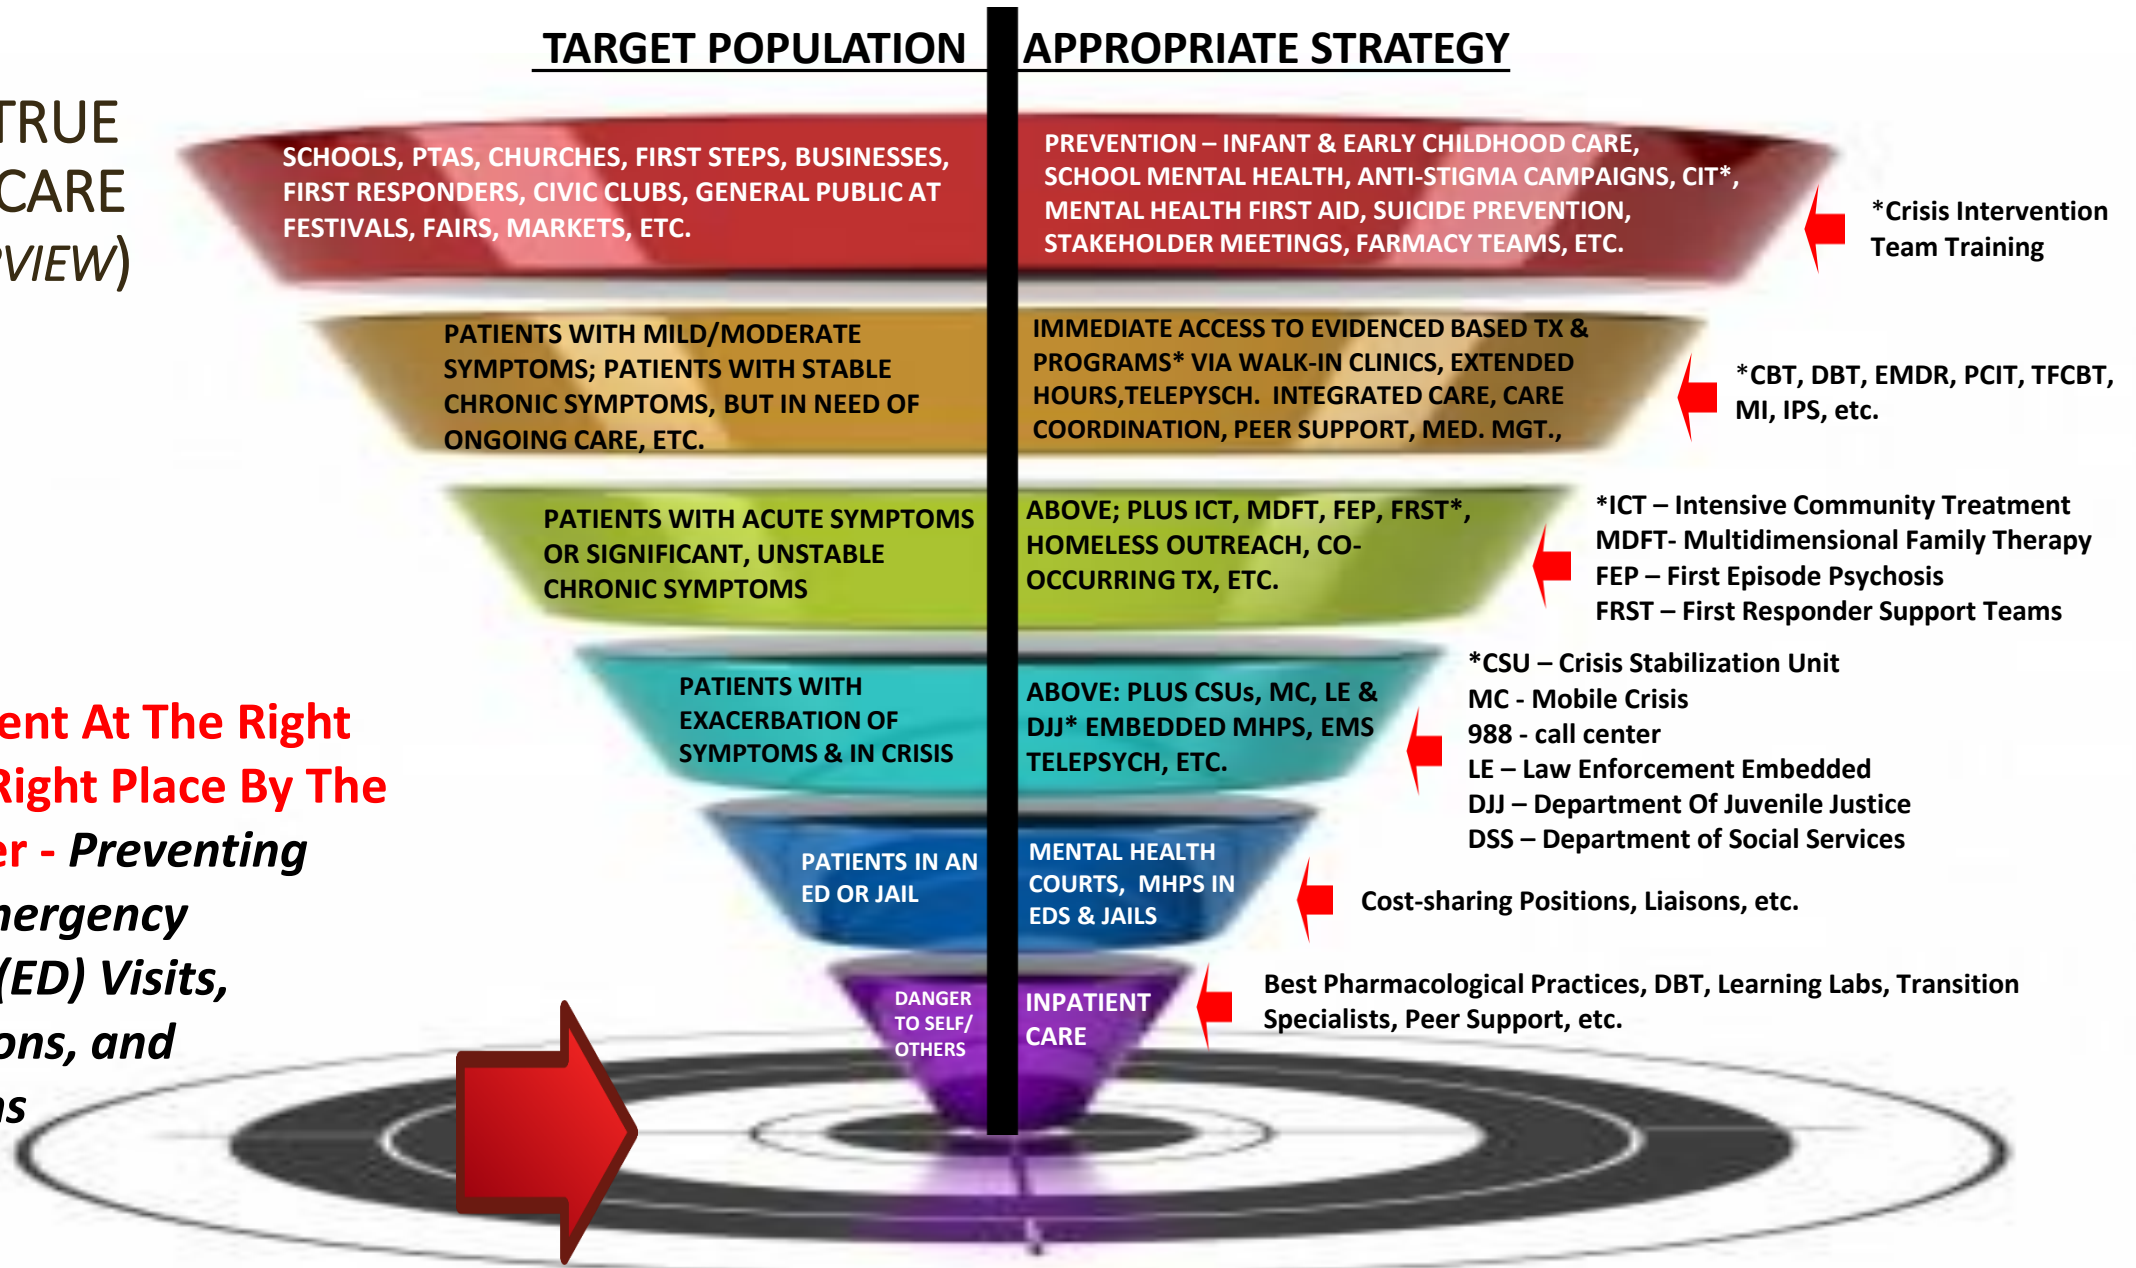 TARGET POPULATION
APPROPRIATE STRATEGY
TRUE
CARE
SCHOOLS, PTAS, CHURCHES, FIRST STEPS, BUSINESSES,
FIRST RESPONDERS, CIVIC CLUBS, GENERAL PUBLIC AT
FESTIVALS, FAIRS, MARKETS, ETC.
PREVENTION – INFANT & EARLY CHILDHOOD CARE,
SCHOOL MENTAL HEALTH, ANTI-STIGMA CAMPAIGNS, CIT*,
MENTAL HEALTH FIRST AID, SUICIDE PREVENTION,
STAKEHOLDER MEETINGS, FARMACY TEAMS, ETC.
*Crisis Intervention
Team Training
PATIENTS WITH MILD/MODERATE
SYMPTOMS; PATIENTS WITH STABLE
CHRONIC SYMPTOMS, BUT IN NEED OF
ONGOING CARE, ETC.
IMMEDIATE ACCESS TO EVIDENCED BASED TX &
PROGRAMS* VIA WALK-IN CLINICS, EXTENDED
HOURS,TELEPYSCH. INTEGRATED CARE, CARE
COORDINATION, PEER SUPPORT, MED. MGT.,
*CBT, DBT, EMDR, PCIT, TFCBT,
MI, IPS, etc.
PATIENTS WITH ACUTE SYMPTOMS
OR SIGNIFICANT, UNSTABLE
CHRONIC SYMPTOMS
ABOVE; PLUS ICT, MDFT, FEP, FRST*,
HOMELESS OUTREACH, CO-
OCCURRING TX, ETC.
*ICT – Intensive Community Treatment
MDFT- Multidimensional Family Therapy
FEP – First Episode Psychosis
FRST – First Responder Support Teams
PATIENTS WITH
EXACERBATION OF
SYMPTOMS & IN CRISIS
ABOVE: PLUS CSUs, MC, LE &
DJJ* EMBEDDED MHPS, EMS
TELEPSYCH, ETC.
*CSU – Crisis Stabilization Unit
MC - Mobile Crisis
988 - call center
LE – Law Enforcement Embedded
DJJ – Department Of Juvenile Justice
DSS – Department of Social Services
At The Right
Right Place By The
- Preventing
(ED) Visits,
and
PATIENTS IN AN
ED OR JAIL
MENTAL HEALTH
COURTS, MHPS IN
EDS & JAILS
Cost-sharing Positions, Liaisons, etc.
DANGER
TO SELF/
OTHERS
INPATIENT
CARE
Best Pharmacological Practices, DBT, Learning Labs, Transition
Specialists, Peer Support, etc.